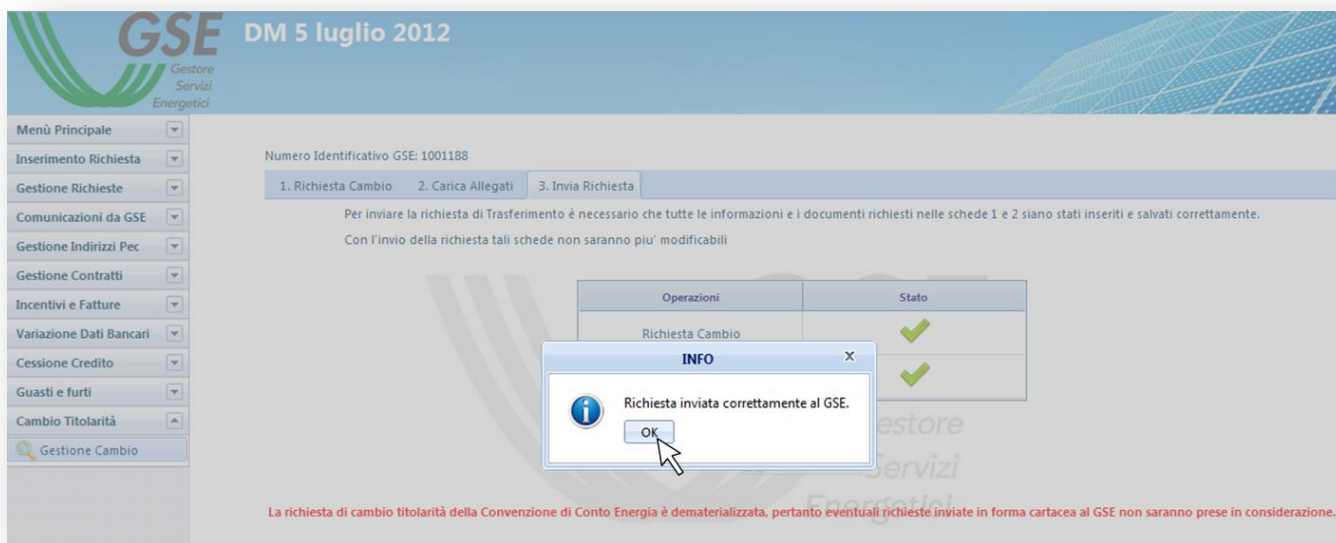 GSE
Gestore
Servizi
Energetici
DM 5 luglio 2012
Menù Principale
Inserimento Richiesta
Gestione Richieste
Comunicazioni da GSE
Gestione Indirizzi Pec
Gestione Contratti
Incentivi e Fatture
Variazione Dati Bancari
Cessione Credito
Guasti e furti
Cambio Titolarità
Gestione Cambio
Numero Identificativo GSE: 1001188
1. Richiesta Cambio 2. Carica Allegati 3. Invia Richiesta
Per inviare la richiesta di Trasferimento è necessario che tutte le informazioni e i documenti richiesti nelle schede 1 e 2 siano stati inseriti e salvati correttamente.
Con l'invio della richiesta tali schede non saranno piu' modificabili
Operazioni Stato
Richiesta Cambio
INFO X
Richiesta inviata correttamente al GSE.
OK
estore
Servizi
Energetici
La richiesta di cambio titolarità della Convenzione di Conto Energia è dematerializzata, pertanto eventuali richieste inviate in forma cartacea al GSE non saranno prese in considerazione.